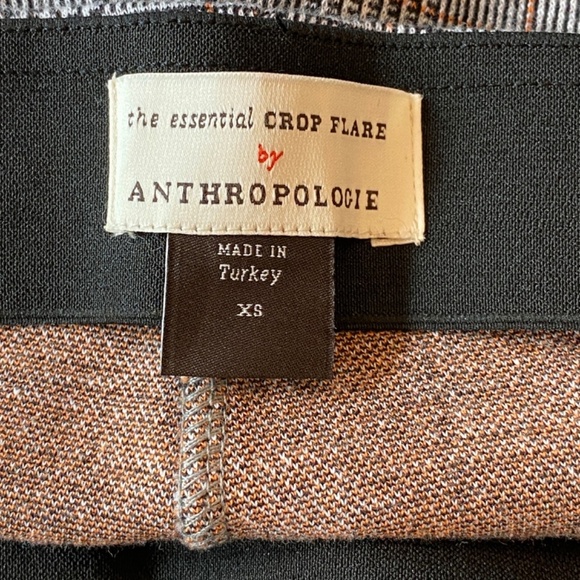 the essential CROP FLARE
by
ANTHROPOLOGIE
MADE IN
Turkey
XS